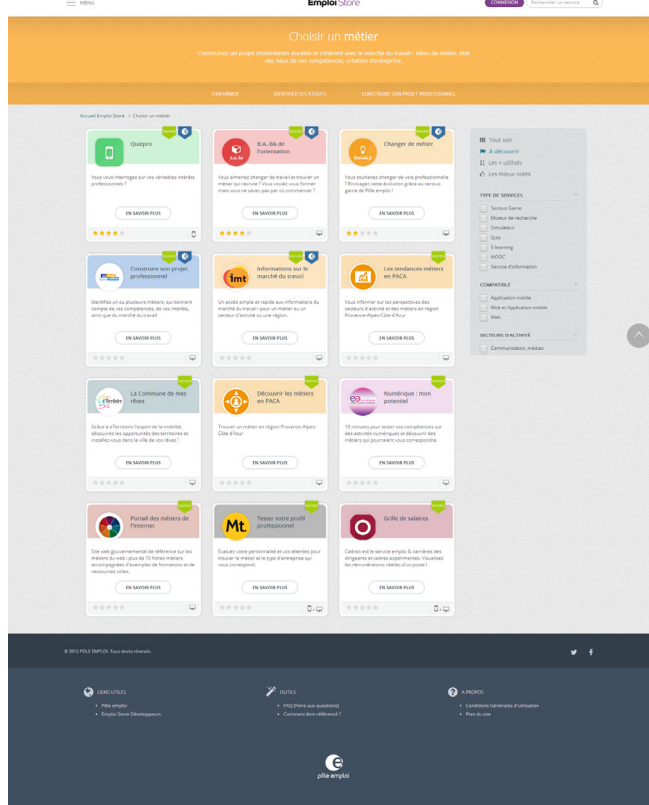 MENU
Emploi Store
CONNEXION
Rechercher un service
Choisir un métier
Construisez un projet d'orientation durable et cohérent avec le marché du travail : idées de métier, état
des lieux de vos compétences, création d'entreprise.
S'INFORMER
IDENTIFIER SES ATOUTS
CONSTRUIRE SON PROJET PROFESSIONNEL
Accueil Emploi Store > Choisir un métier
Quizpro
Vous vous interrogez sur vos véritables intérêts
professionnels ?
EN SAVOIR PLUS
B.A.-BA de
l'orientation
Vous aimeriez changer de travail et trouver un
métier qui recrute ? Vous voulez vous former
mais vous ne savez pas par où commencer ?
EN SAVOIR PLUS
Changer de métier
Vous souhaitez changer de voie professionnelle
? Envisagez cette évolution grâce au serious
game de Pôle emploi !
EN SAVOIR PLUS
Construire son projet
professionnel
Identifiez un ou plusieurs métiers, qui tiennent
compte de vos compétences, de vos intérêts,
ainsi que du marché du travail
EN SAVOIR PLUS
imt
Informations sur le
marché du travail
Un accès simple et rapide aux informations du
marché du travail : pour un métier ou un
secteur d'activité ou une région.
EN SAVOIR PLUS
Les tendances métiers
en PACA
Vous informer sur les perspectives des
secteurs d'activité et des métiers en région
Provence-Alpes-Côte d'Azur
EN SAVOIR PLUS
La Commune de mes
rêves
Grâce à eTerritoire l'expert de la mobilité,
découvrez les opportunités des territoires et
installez-vous dans la ville de vos rêves !
EN SAVOIR PLUS
Découvrir les métiers
en PACA
Trouver un métier en région Provence-Alpes-
Côte d'Azur
EN SAVOIR PLUS
Numérique : mon
potentiel
10 minutes pour tester vos compétences sur
des activités numériques et découvrir des
métiers qui pourraient vous correspondre.
EN SAVOIR PLUS
Portail des métiers de
l'internet
Site web gouvernemental de référence sur les
métiers du web : plus de 70 fiches métiers
accompagnées d'exemples de formations et de
ressources utiles.
EN SAVOIR PLUS
Mt.
Tester votre profil
professionnel
Evaluez votre personnalité et vos attentes pour
trouver le métier et le type d'entreprise qui
vous correspond.
EN SAVOIR PLUS
Grille de salaires
Cadreo est le service emploi & carrières des
dirigeants et cadres expérimentés. Visualisez
les rémunérations réelles d'un poste !
EN SAVOIR PLUS
Tout voir
A découvrir
Les + utilisés
Les mieux notés
TYPE DE SERVICES
Serious Game
Moteur de recherche
Simulateur
Quiz
E-learning
MOOC
Service d'information
COMPATIBLE
Application mobile
Web et Application mobile
Web
SECTEURS D'ACTIVITÉ
Communication, médias
© 2015 PÔLE EMPLOI. Tous droits réservés
LIENS UTILES
Pôle emploi
Emploi Store Développeurs
OUTILS
FAQ (Foire aux questions)
Comment être référencé ?
A PROPOS
Conditions Générales d'utilisation
Plan du site
pôle emploi